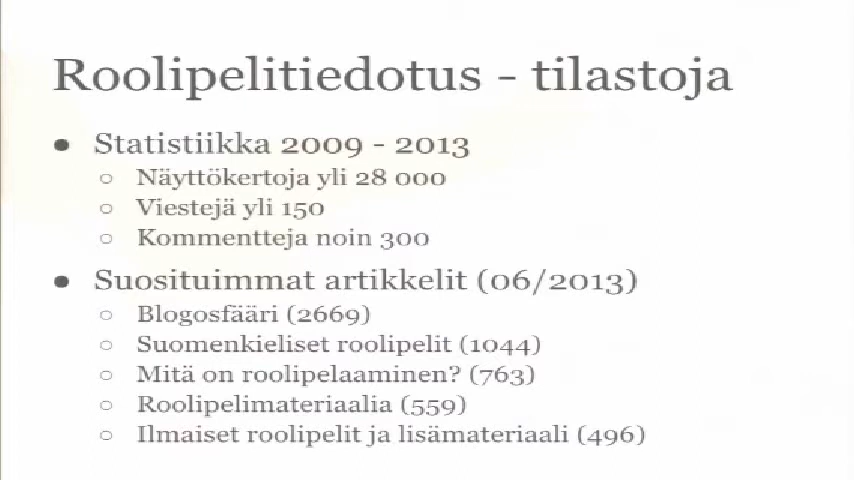 Roolipelitiedotus - tilastoja
● Statistiikka 2009 - 2013
○ Näyttökertoja yli 28 000
○ Viestejä yli 150
○ Kommentteja noin 300
● Suosituimmat artikkelit (06/2013)
○ Blogosfääri (2669)
○ Suomenkieliset roolipelit (1044)
○ Mitä on roolipelaaminen? (763)
○ Roolipelimateriaalia (559)
○ Ilmaiset roolipelit ja lisämateriaali (496)